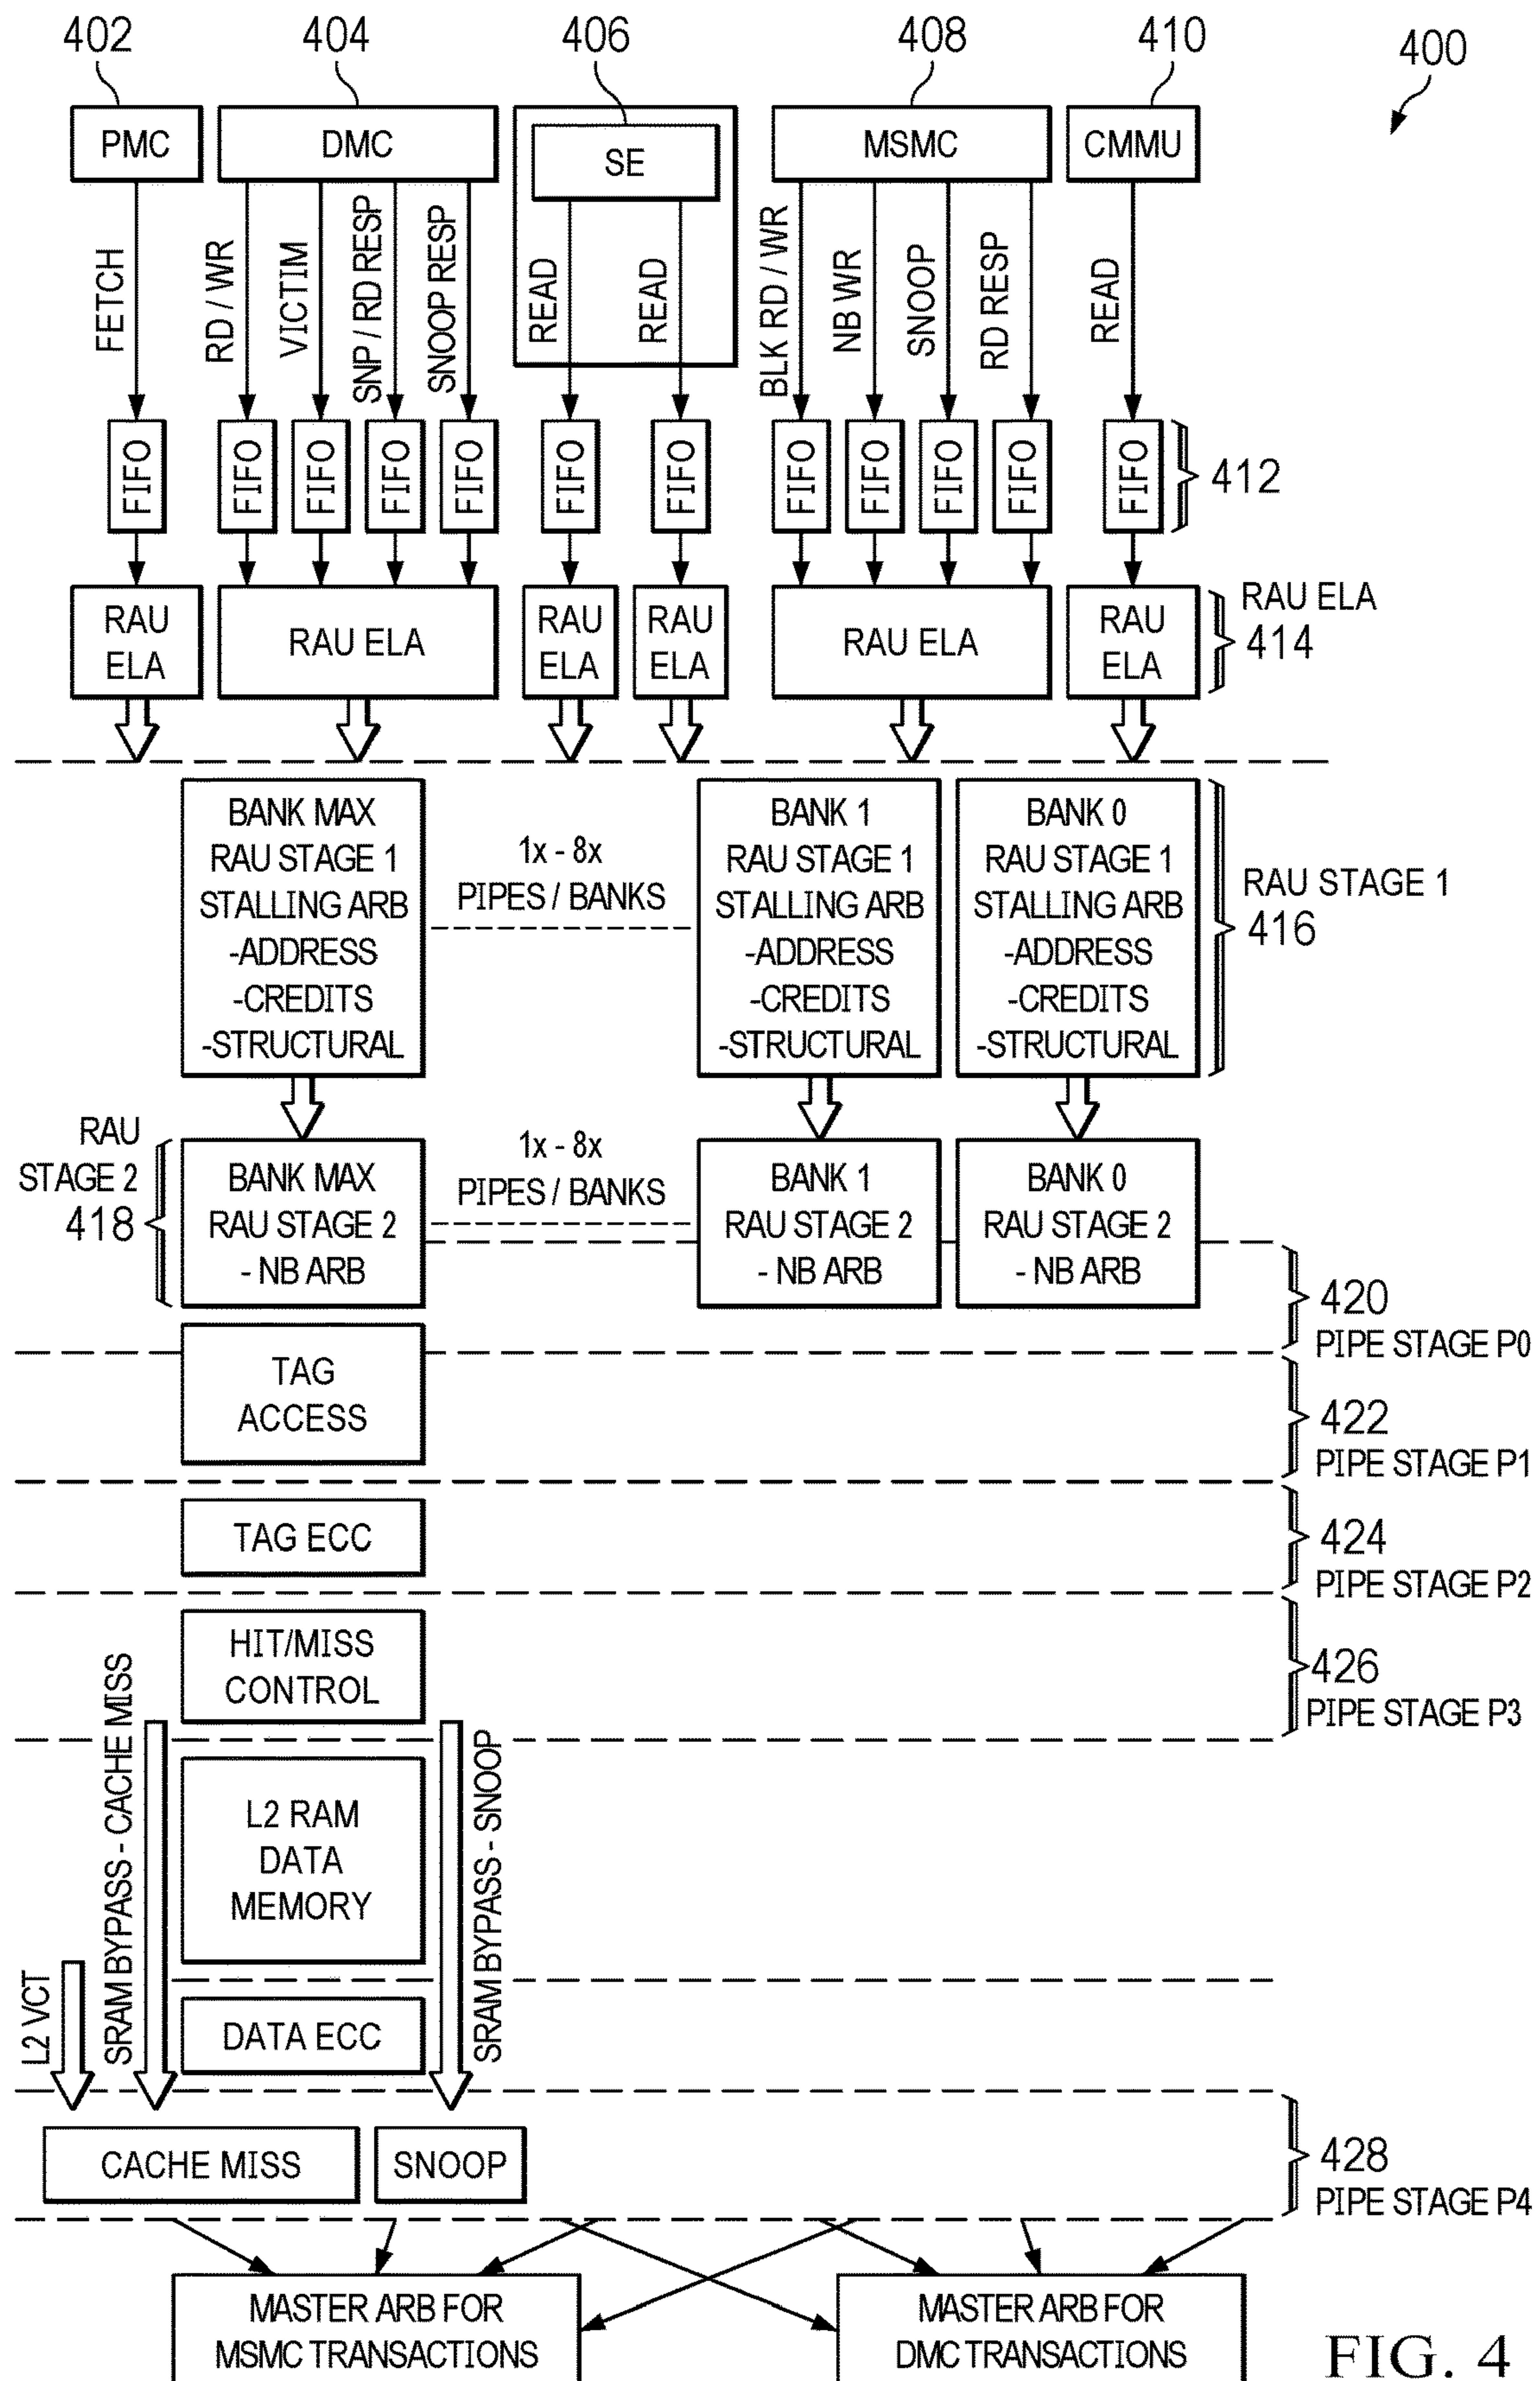 402 404 406 408 410 400
PMC DMC SE MSMC CMMU
FETCH
RD / WR
VICTIM
SNP / RD RESP
SNOOP RESP
READ
READ
BLK RD / WR
NB WR
SNOOP
RD RESP
READ
FIFO FIFO FIFO FIFO FIFO FIFO FIFO FIFO FIFO FIFO FIFO FIFO
412
RAU
ELA
RAU ELA
RAU
ELA
RAU
ELA
RAU ELA
RAU
ELA
RAU ELA
414
BANK MAX
RAU STAGE 1
STALLING ARB
-ADDRESS
-CREDITS
-STRUCTURAL
1x - 8x
PIPES / BANKS
BANK 1
RAU STAGE 1
STALLING ARB
-ADDRESS
-CREDITS
-STRUCTURAL
BANK 0
RAU STAGE 1
STALLING ARB
-ADDRESS
-CREDITS
-STRUCTURAL
RAU STAGE 1
416
RAU
STAGE 2
418
BANK MAX
RAU STAGE 2
- NB ARB
1x - 8x
PIPES / BANKS
BANK 1
RAU STAGE 2
- NB ARB
BANK 0
RAU STAGE 2
- NB ARB
420
PIPE STAGE P0
TAG
ACCESS
422
PIPE STAGE P1
TAG ECC
424
PIPE STAGE P2
HIT/MISS
CONTROL
426
PIPE STAGE P3
L2 VCT
SRAM BYPASS - CACHE MISS
L2 RAM
DATA
MEMORY
SRAM BYPASS - SNOOP
DATA ECC
CACHE MISS
SNOOP
428
PIPE STAGE P4
MASTER ARB FOR
MSMC TRANSACTIONS
MASTER ARB FOR
DMC TRANSACTIONS
FIG. 4